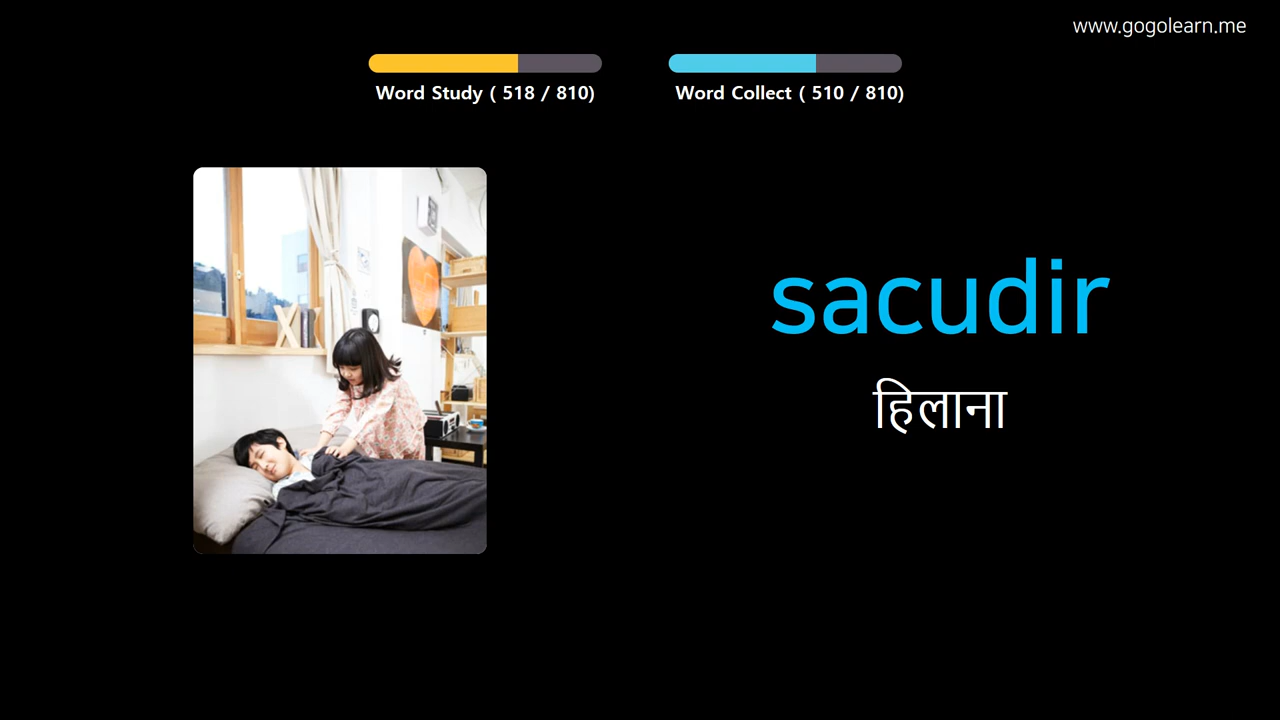 www.gogolearn.me
Word Study ( 518 / 810)
Word Collect ( 510 / 810)
sacudir
हिलाना